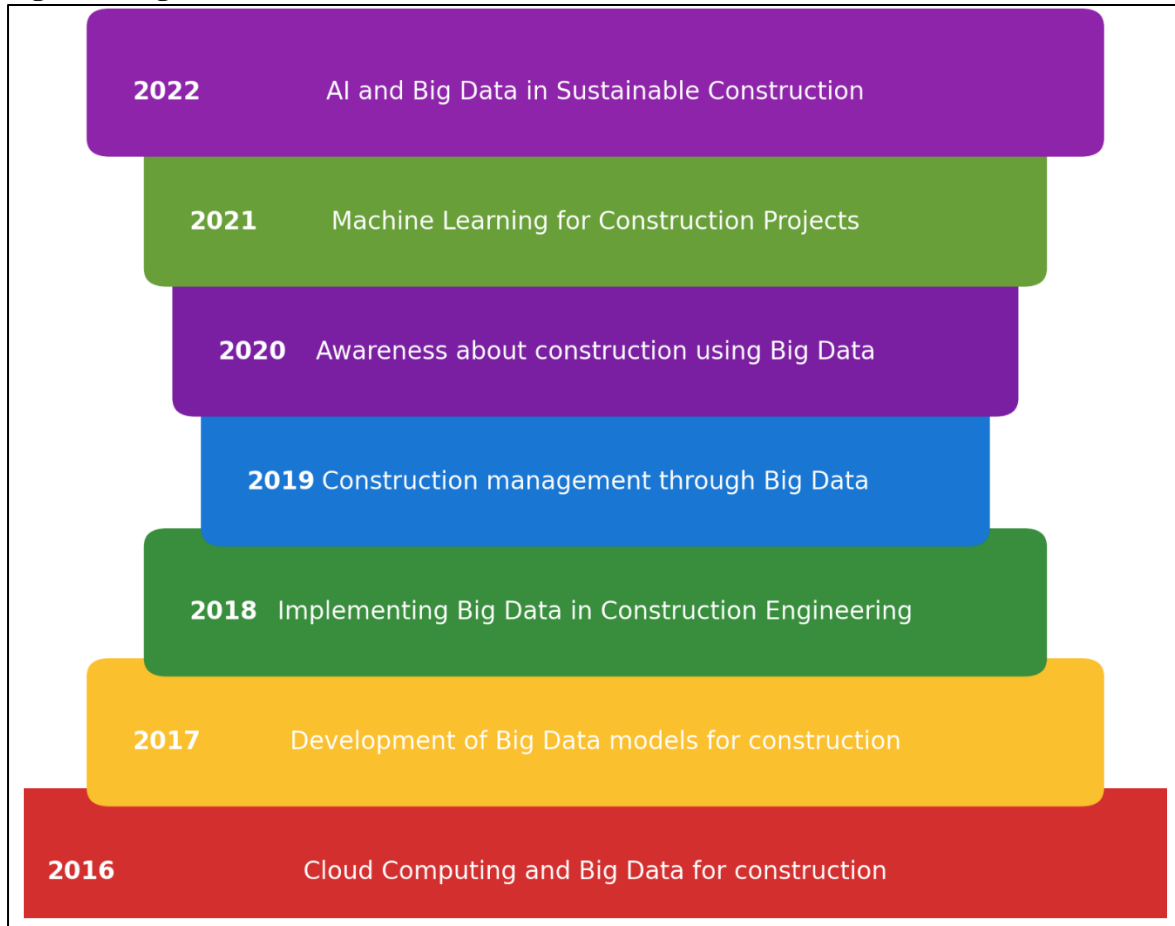 2022 AI and Big Data in Sustainable Construction
2021 Machine Learning for Construction Projects
2020 Awareness about construction using Big Data
2019 Construction management through Big Data
2018 Implementing Big Data in Construction Engineering
2017 Development of Big Data models for construction
2016 Cloud Computing and Big Data for construction